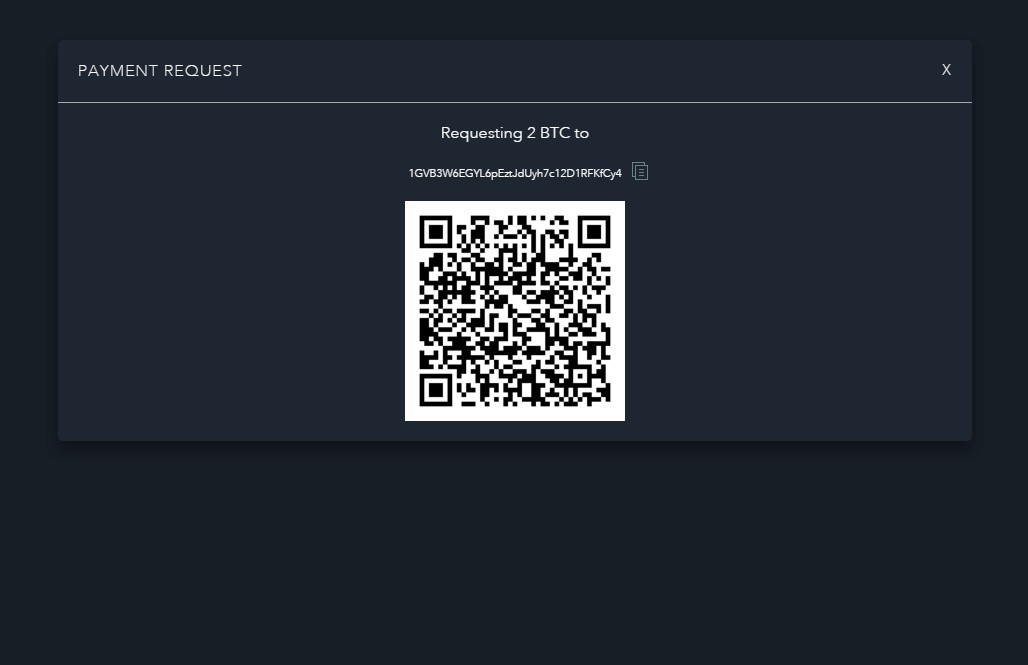 PAYMENT REQUEST
X
Requesting 2 BTC to
1GVB3W6EGYL6pEztJdUyh7c12D1RFKfCy4